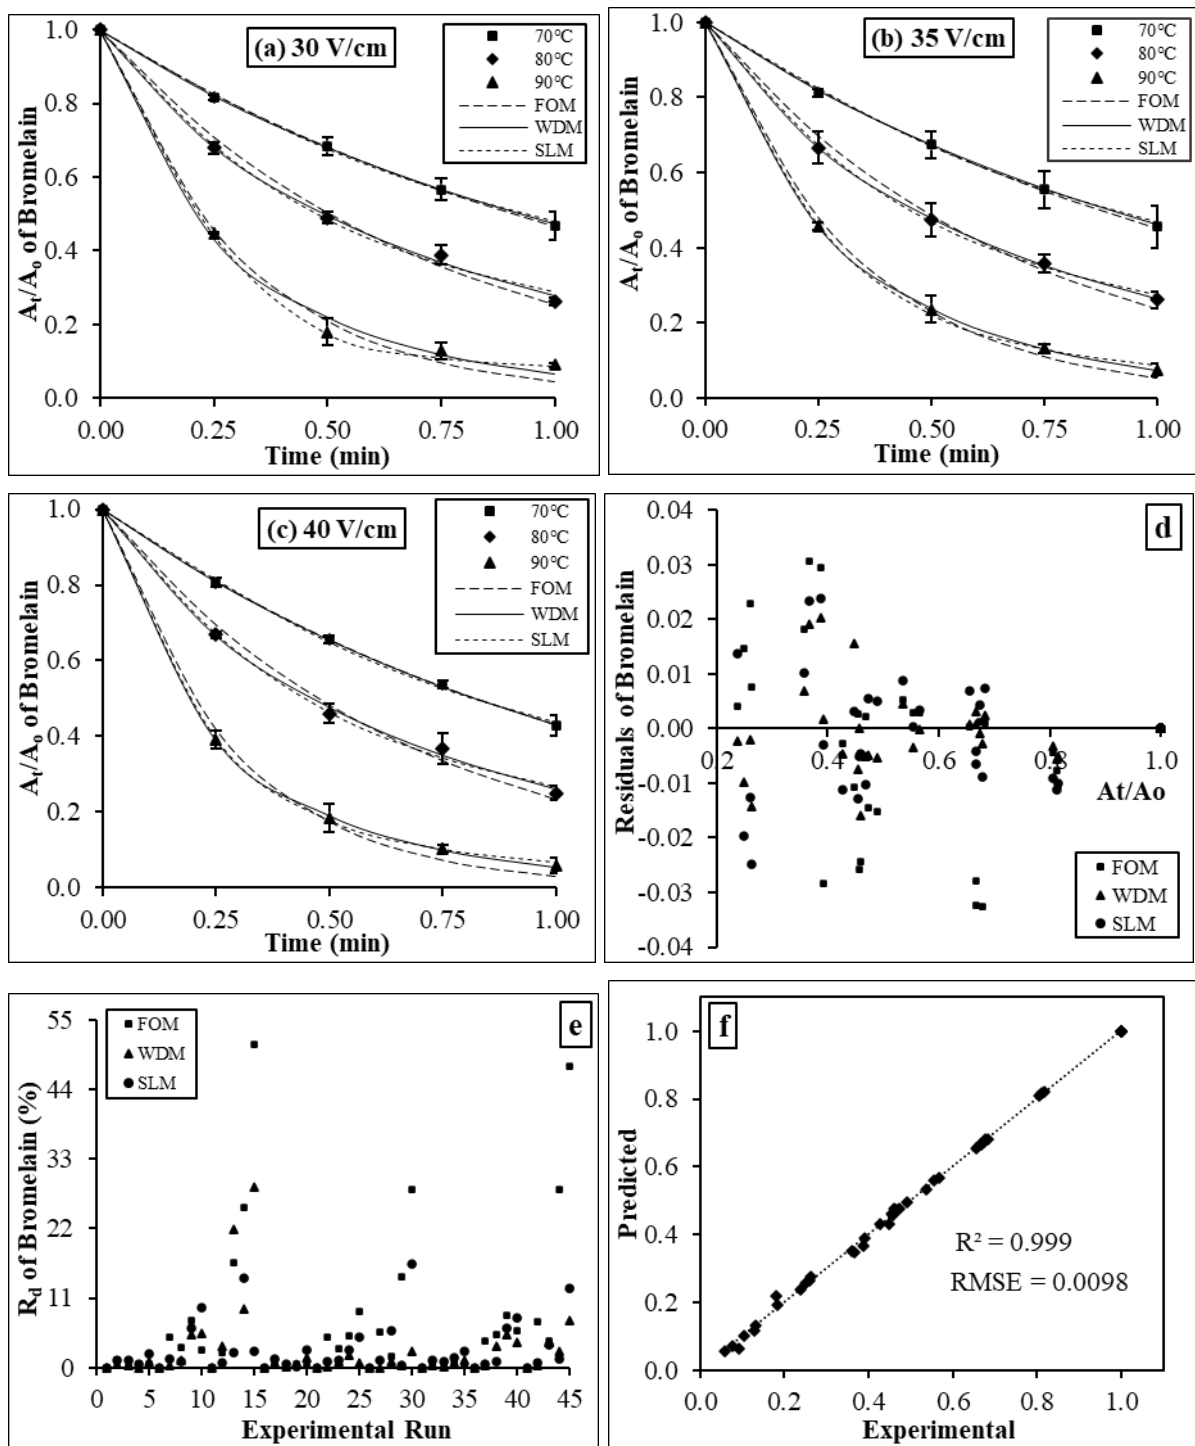 (a) 30 V/cm
70°C
80°C
90°C
FOM
WDM
SLM
1.0
0.8
0.6
0.4
0.2
0.0
0.00 0.25 0.50 0.75 1.00
Time (min)
At/Ao of Bromelain
(b) 35 V/cm
70°C
80°C
90°C
FOM
WDM
SLM
1.0
0.8
0.6
0.4
0.2
0.0
0.00 0.25 0.50 0.75 1.00
Time (min)
At/Ao of Bromelain
(c) 40 V/cm
70°C
80°C
90°C
FOM
WDM
SLM
1.0
0.8
0.6
0.4
0.2
0.0
0.00 0.25 0.50 0.75 1.00
Time (min)
At/Ao of Bromelain
d
0.04
0.03
0.02
0.01
0.00
-0.01
-0.02
-0.03
-0.04
0.2 0.4 0.6 0.8 1.0
At/Ao
Residuals of Bromelain
FOM
WDM
SLM
e
FOM
WDM
SLM
55
44
33
22
11
0
0 5 10 15 20 25 30 35 40 45
Experimental Run
Rd of Bromelain (%)
f
1.0
0.8
0.6
0.4
0.2
0.0
0.0 0.2 0.4 0.6 0.8 1.0
Experimental
Predicted
R² = 0.999
RMSE = 0.0098